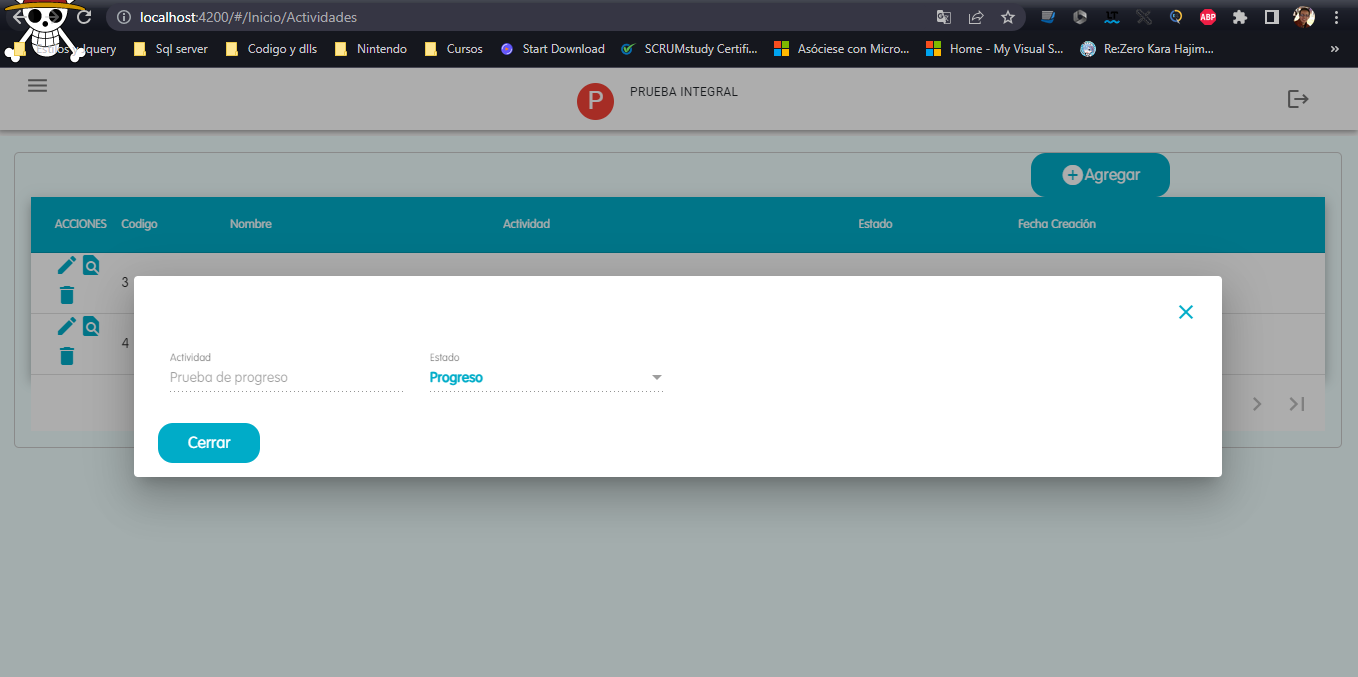 localhost:4200/#/Inicio/Actividades
ABP
Jquery
Sql server
Codigo y dlls
Nintendo
Cursos
Start Download
SCRUMstudy Certifi...
Asóciese con Micro...
Home - My Visual S...
Re:Zero Kara Hajim...
»
P
PRUEBA INTEGRAL
Agregar
ACCIONES Codigo Nombre Actividad Estado Fecha Creación
3
4
Actividad Estado
Prueba de progreso Progreso
Cerrar